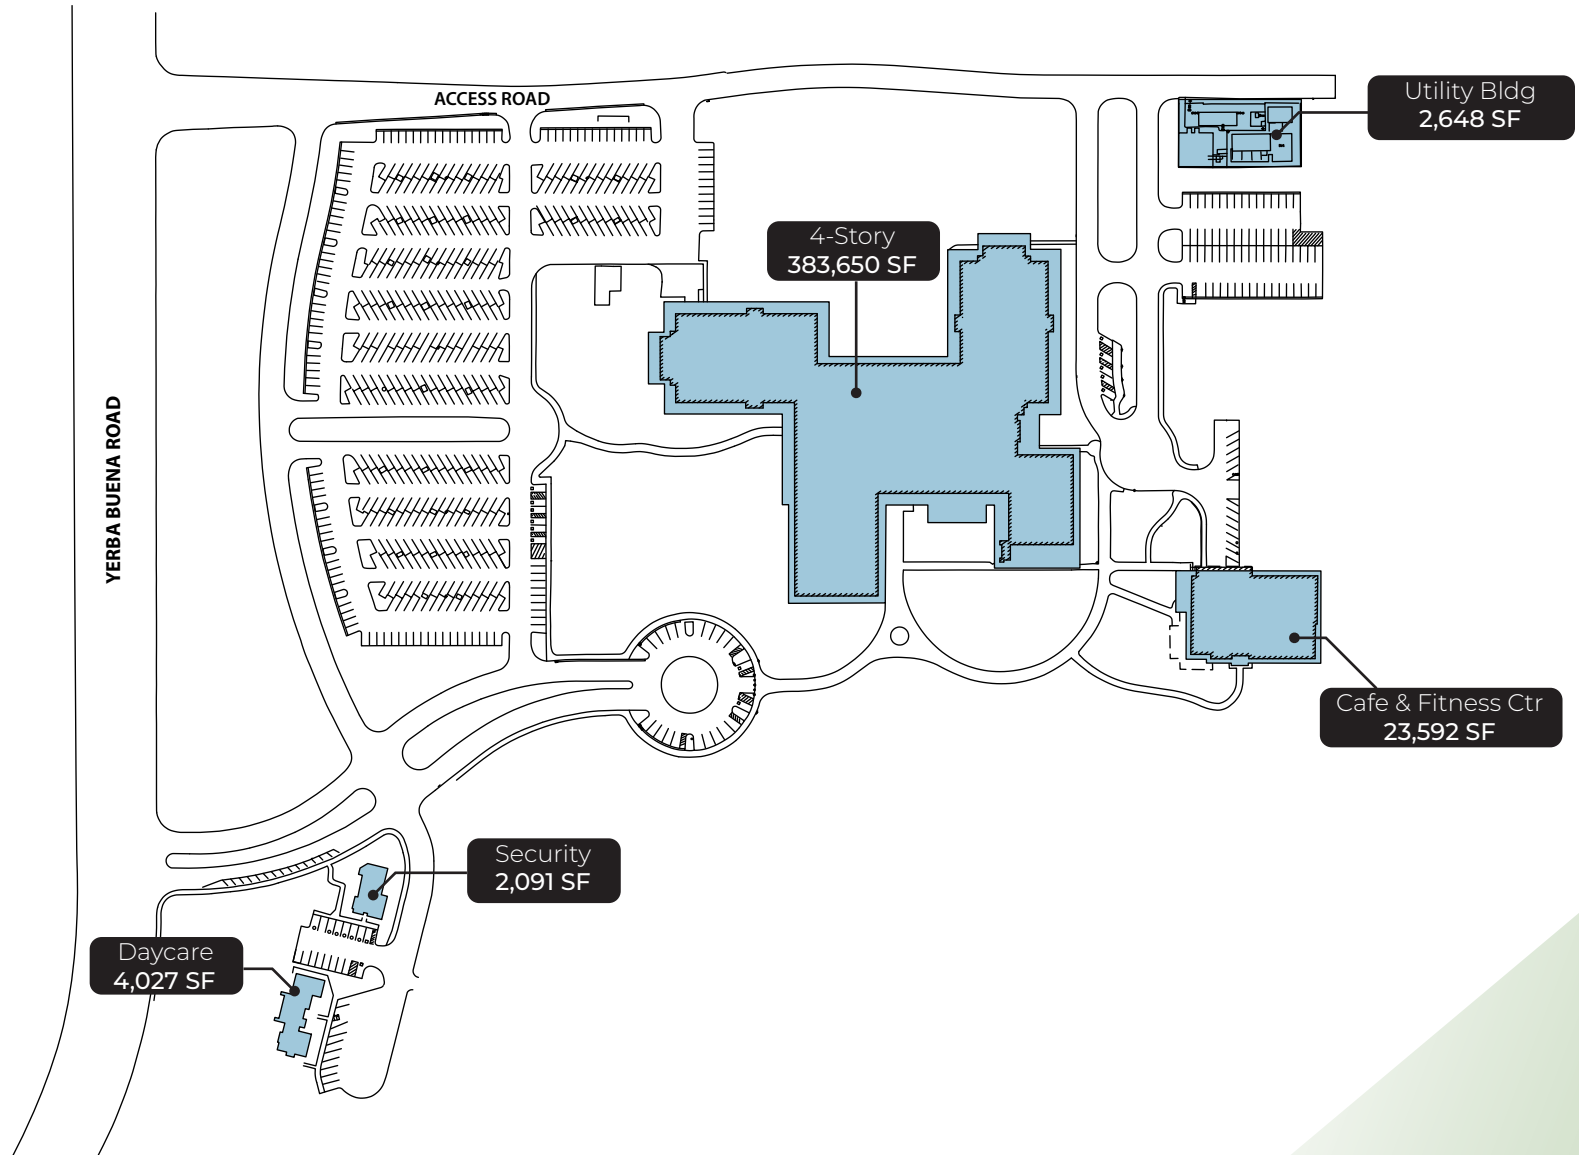 ACCESS ROAD
Utility Bldg
2,648 SF
4-Story
383,650 SF
YERBA BUENA ROAD
Cafe & Fitness Ctr
23,592 SF
Security
2,091 SF
Daycare
4,027 SF